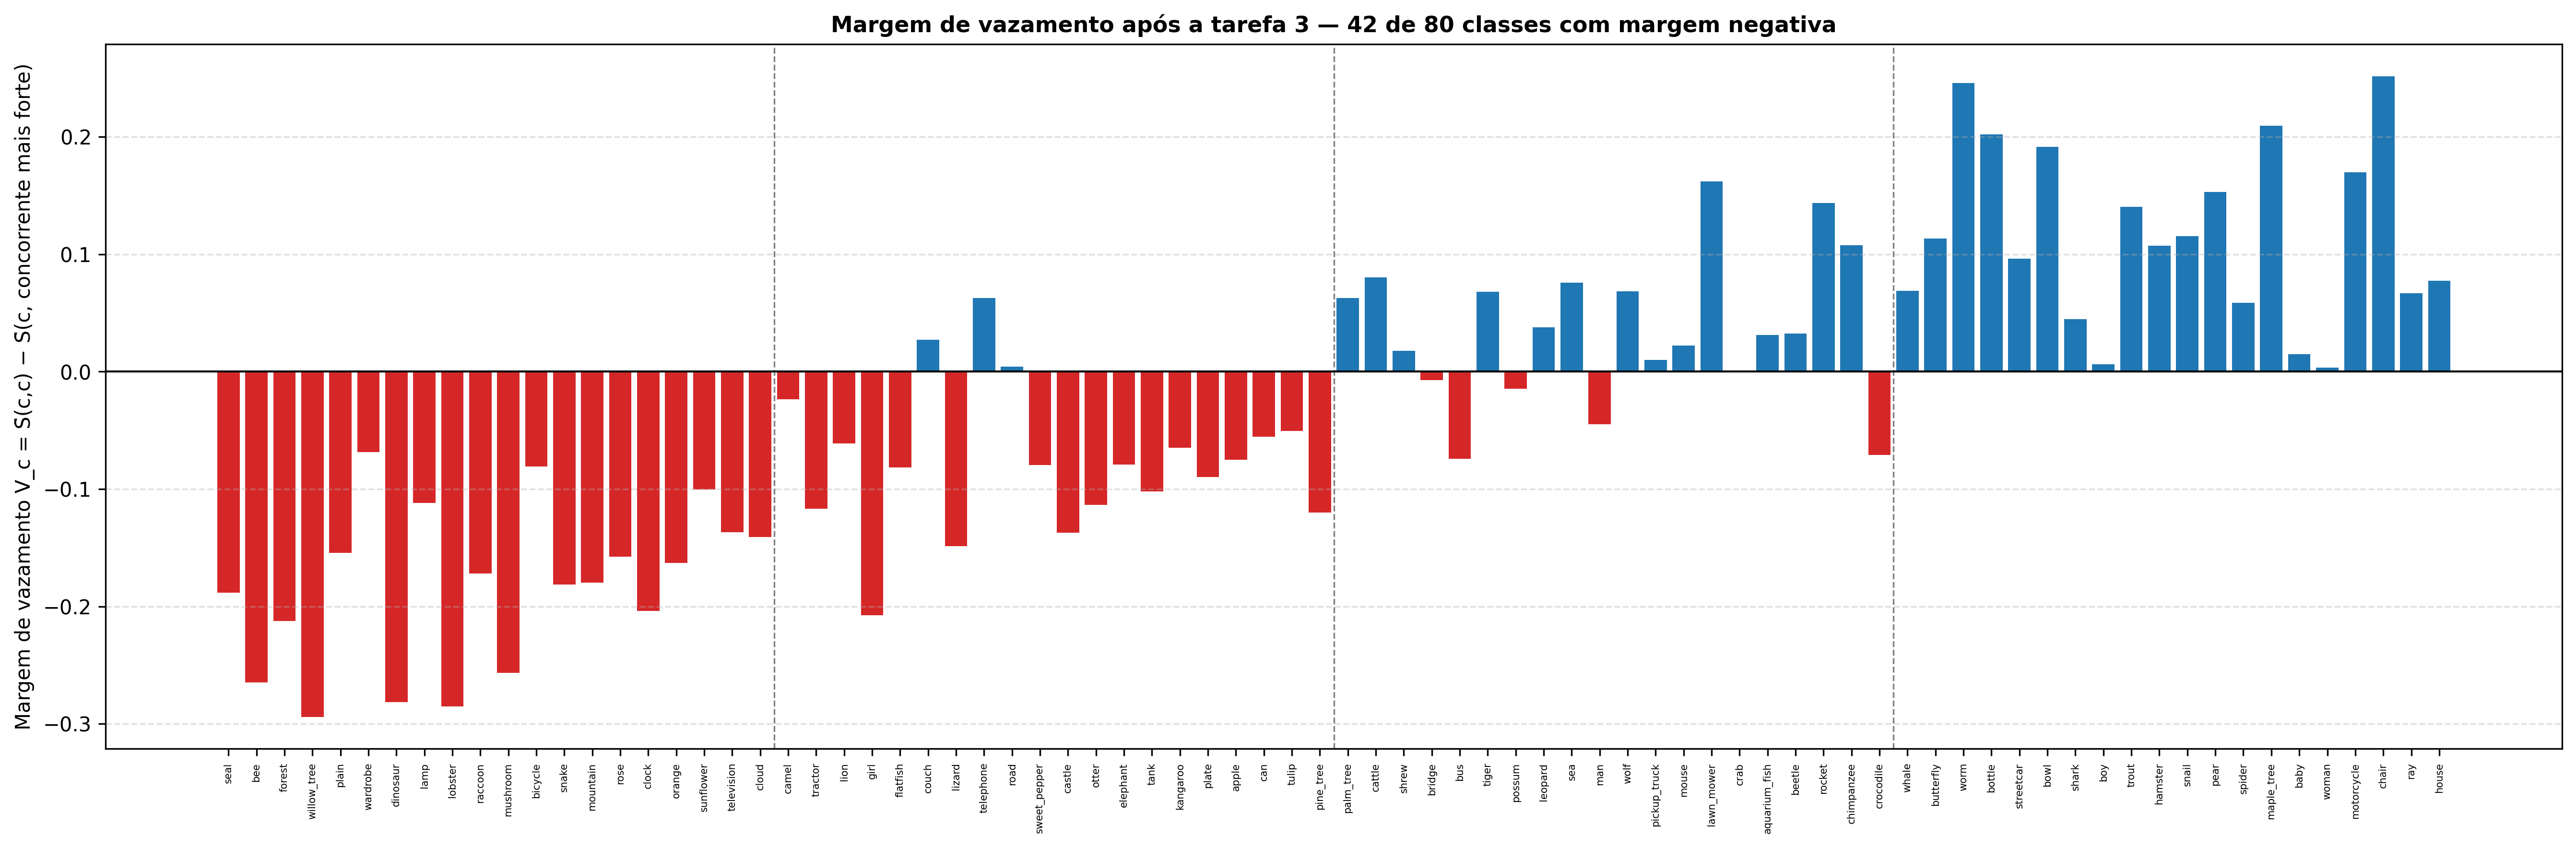 Margem de vazamento após a tarefa 3 — 42 de 80 classes com margem negativa
Margem de vazamento V_c = S(c,c) − S(c, concorrente mais forte)
0.2
0.1
0.0
−0.1
−0.2
−0.3
seal
bee
forest
willow_tree
plain
wardrobe
dinosaur
lamp
lobster
raccoon
mushroom
bicycle
snake
mountain
rose
clock
orange
sunflower
television
cloud
camel
tractor
lion
girl
flatfish
couch
lizard
telephone
road
sweet_pepper
castle
otter
elephant
tank
kangaroo
plate
apple
can
tulip
pine_tree
palm_tree
cattle
shrew
bridge
bus
tiger
possum
leopard
sea
man
wolf
pickup_truck
mouse
lawn_mower
crab
aquarium_fish
beetle
rocket
chimpanzee
crocodile
whale
butterfly
worm
bottle
streetcar
bowl
shark
boy
trout
hamster
snail
pear
spider
maple_tree
baby
woman
motorcycle
chair
ray
house